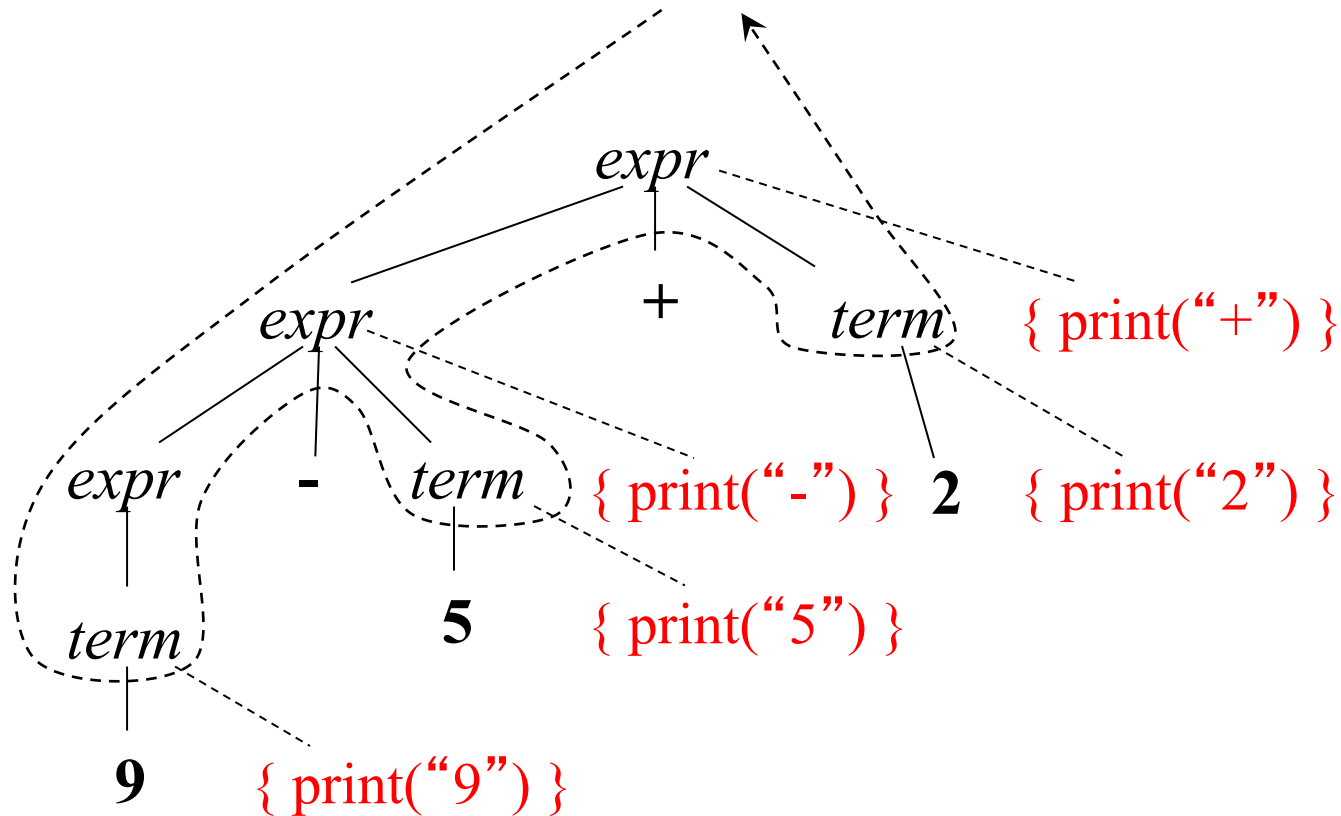 expr
expr + term { print(“+”) }
expr - term { print(“-”) } 2 { print(“2”) }
term 5 { print(“5”) }
9 { print(“9”) }